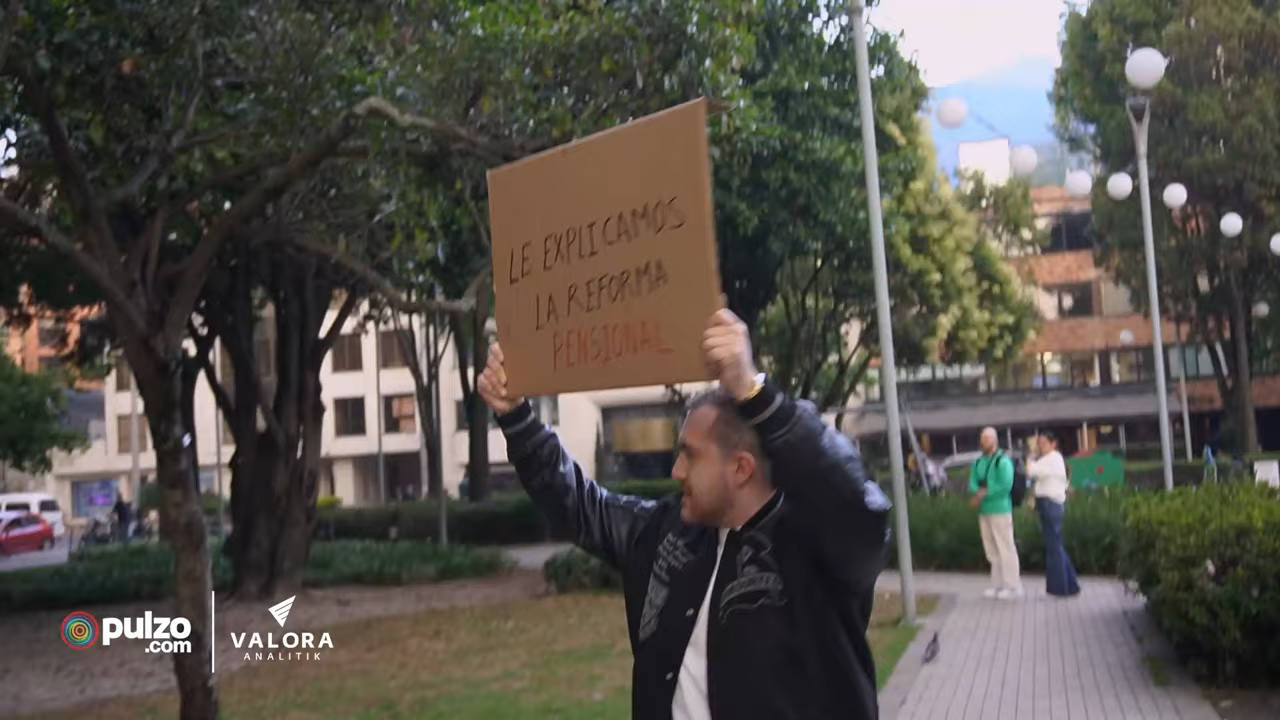 LE EXPLICAMOS
LA REFORMA
PENSIONAL
pulzo
.com
VALORA
ANALITIK